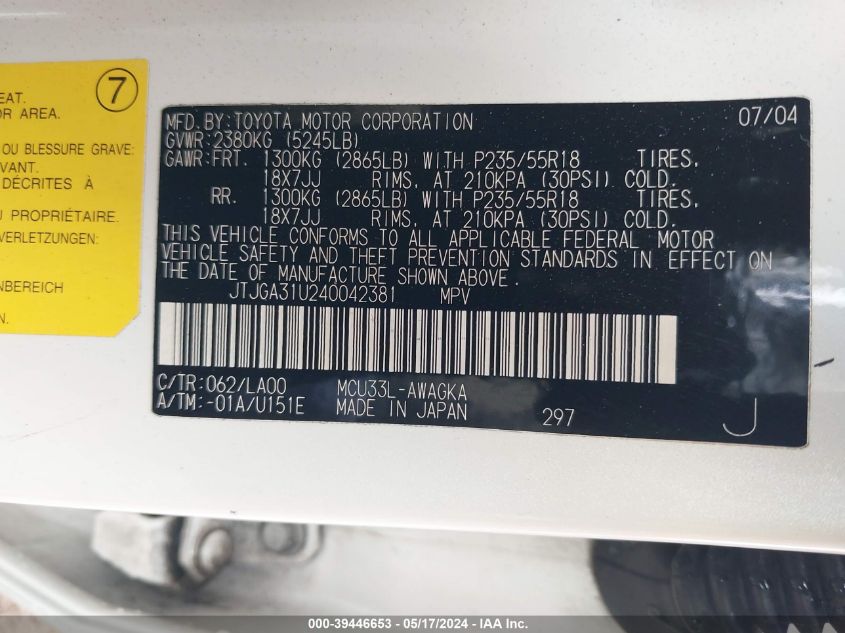 7
EAT.
OR AREA.
OU BLESSURE GRAVE:
VANT.
DÉCRITES À
U PROPRIÉTAIRE.
VERLETZUNGEN:
NBEREICH
N.
MFD.BY:TOYOTA MOTOR CORPORATION 07/04
GVWR:2380KG (5245LB)
GAWR:FRT. 1300KG (2865LB) WITH P235/55R18 TIRES,
18X7JJ RIMS, AT 210KPA (30PSI) COLD.
RR. 1300KG (2865LB) WITH P235/55R18 TIRES,
18X7JJ RIMS, AT 210KPA (30PSI) COLD.
THIS VEHICLE CONFORMS TO ALL APPLICABLE FEDERAL MOTOR
VEHICLE SAFETY AND THEFT PREVENTION STANDARDS IN EFFECT ON
THE DATE OF MANUFACTURE SHOWN ABOVE.
JTJGA31U240042381 MPV
C/TR:062/LA00 MCU33L-AWAGKA
A/TM:-01A/U151E MADE IN JAPAN 297 J
000-39446653 - 05/17/2024 - IAA Inc.